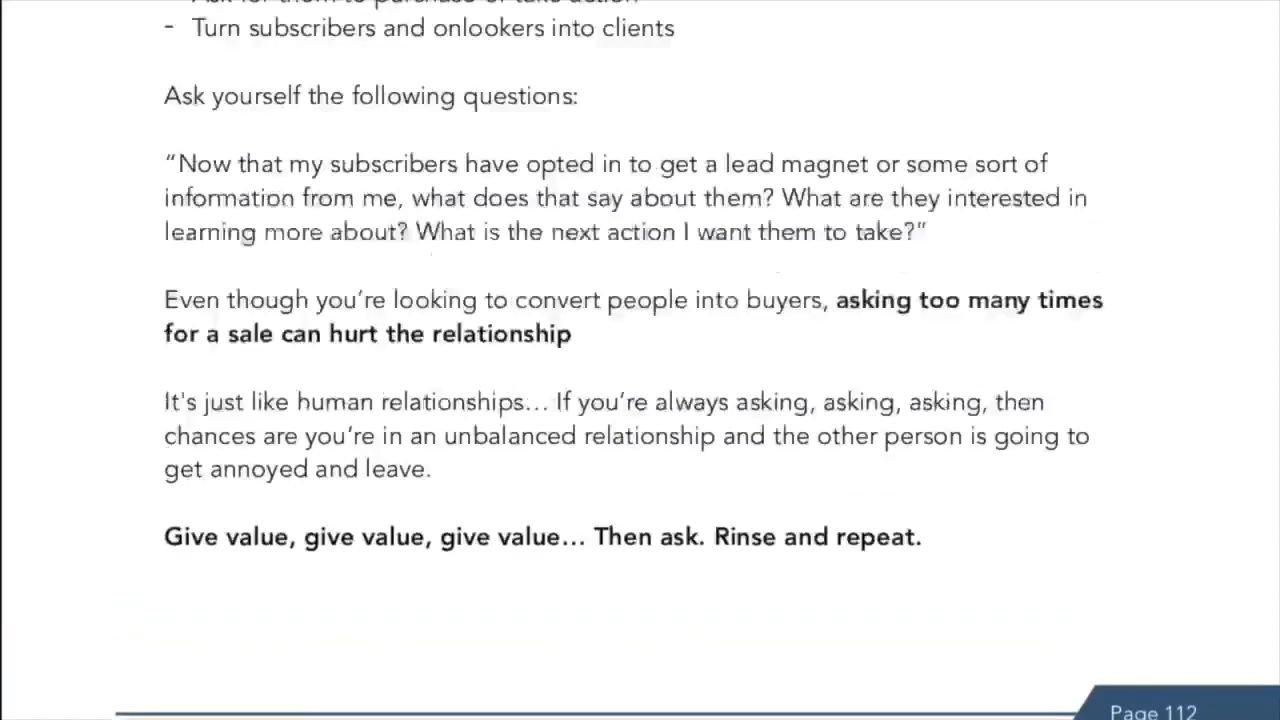 - Turn subscribers and onlookers into clients
Ask yourself the following questions:
“Now that my subscribers have opted in to get a lead magnet or some sort of
information from me, what does that say about them? What are they interested in
learning more about? What is the next action I want them to take?”
Even though you’re looking to convert people into buyers, asking too many times
for a sale can hurt the relationship
It's just like human relationships… If you’re always asking, asking, asking, then
chances are you’re in an unbalanced relationship and the other person is going to
get annoyed and leave.
Give value, give value, give value… Then ask. Rinse and repeat.
Page 112